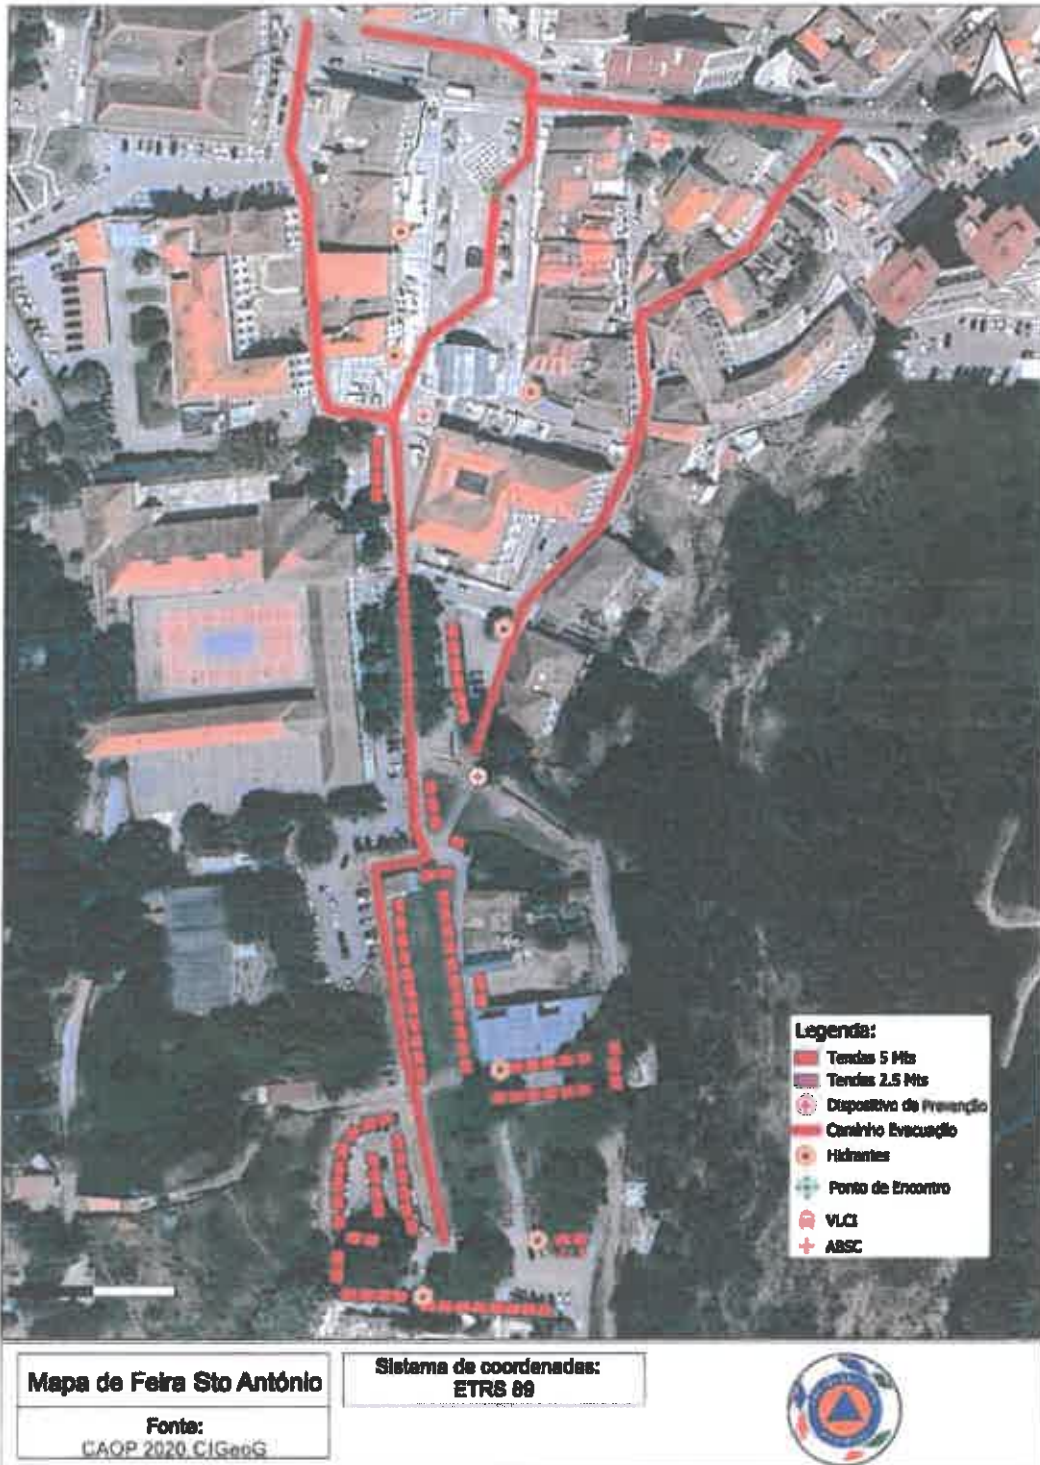 Legenda:
Tendas 5 Mts
Tendas 2.5 Mts
Dispositivo de Prevenção
Caminho Evacuação
Hidrantes
Ponto de Encontro
VLCI
ABSC
Mapa de Feira Sto António
Fonte:
CAOP 2020, CIGeoG
Sistema de coordenadas:
ETRS 89